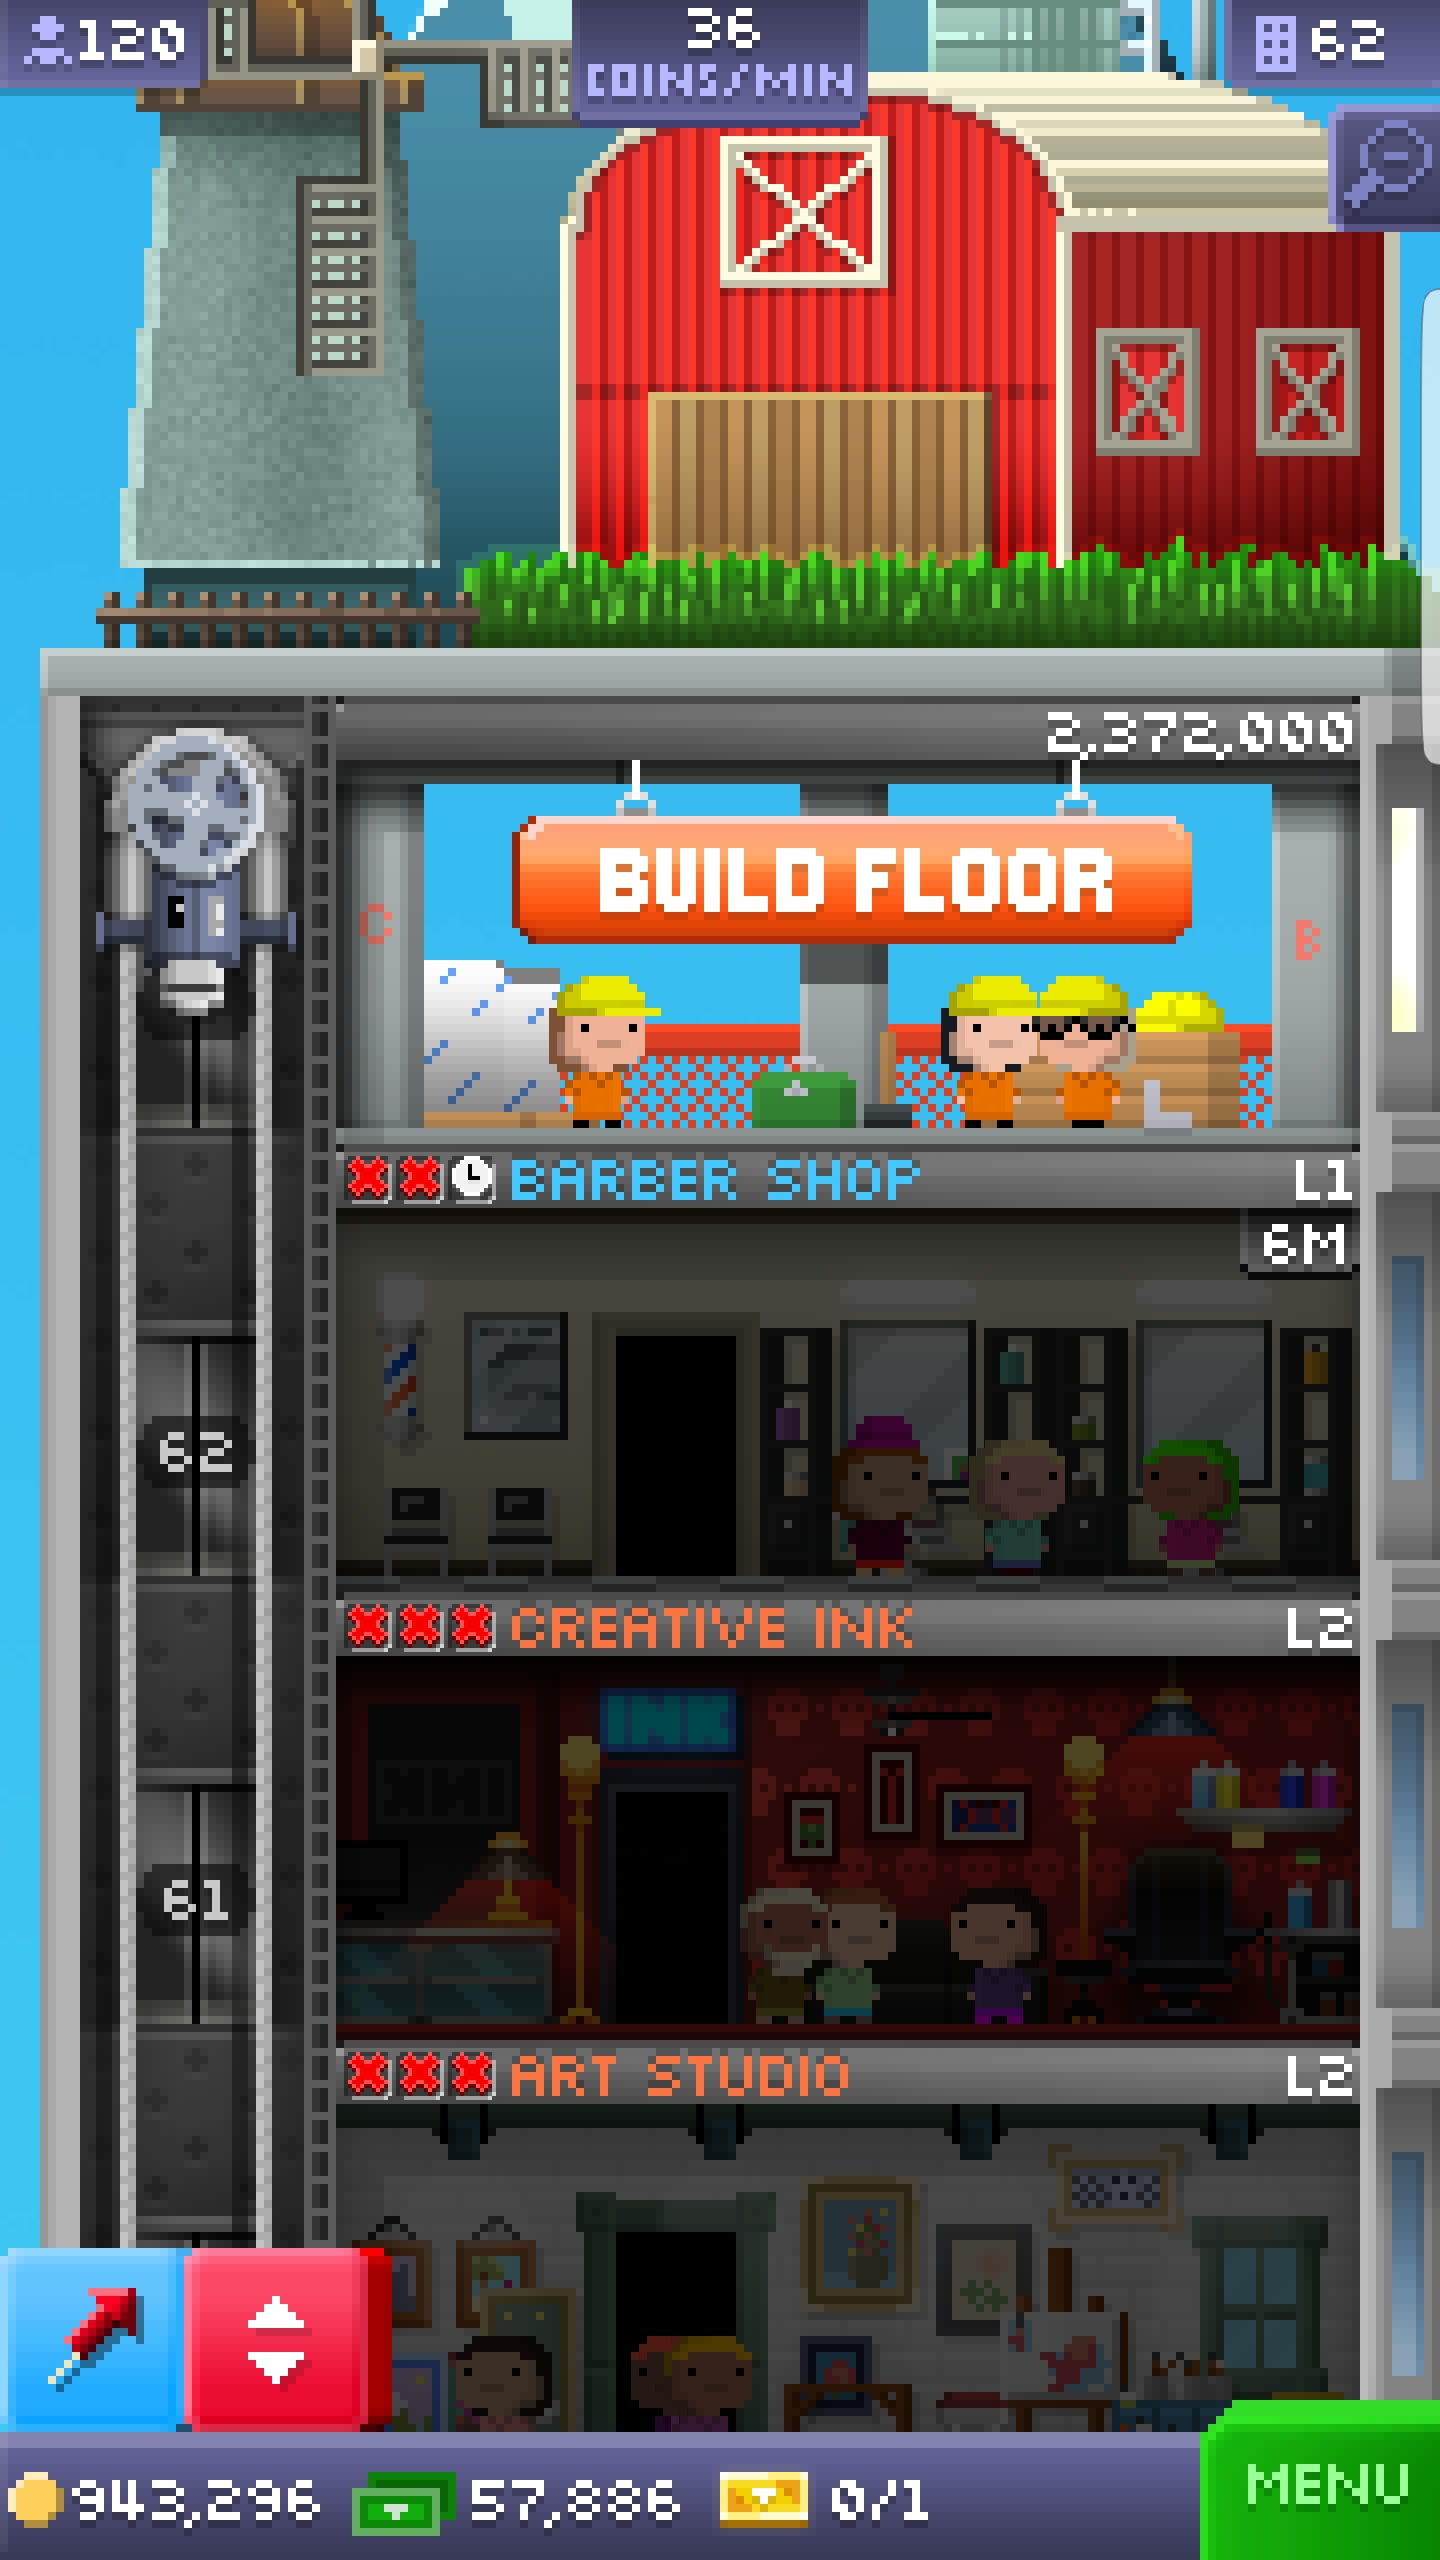 120
36
COINS/MIN
62
2,372,000
BUILD FLOOR
C
B
BARBER SHOP L1
6M
62
CREATIVE INK L2
INK
61
ART STUDIO L2
943,296 57,886 0/1
MENU